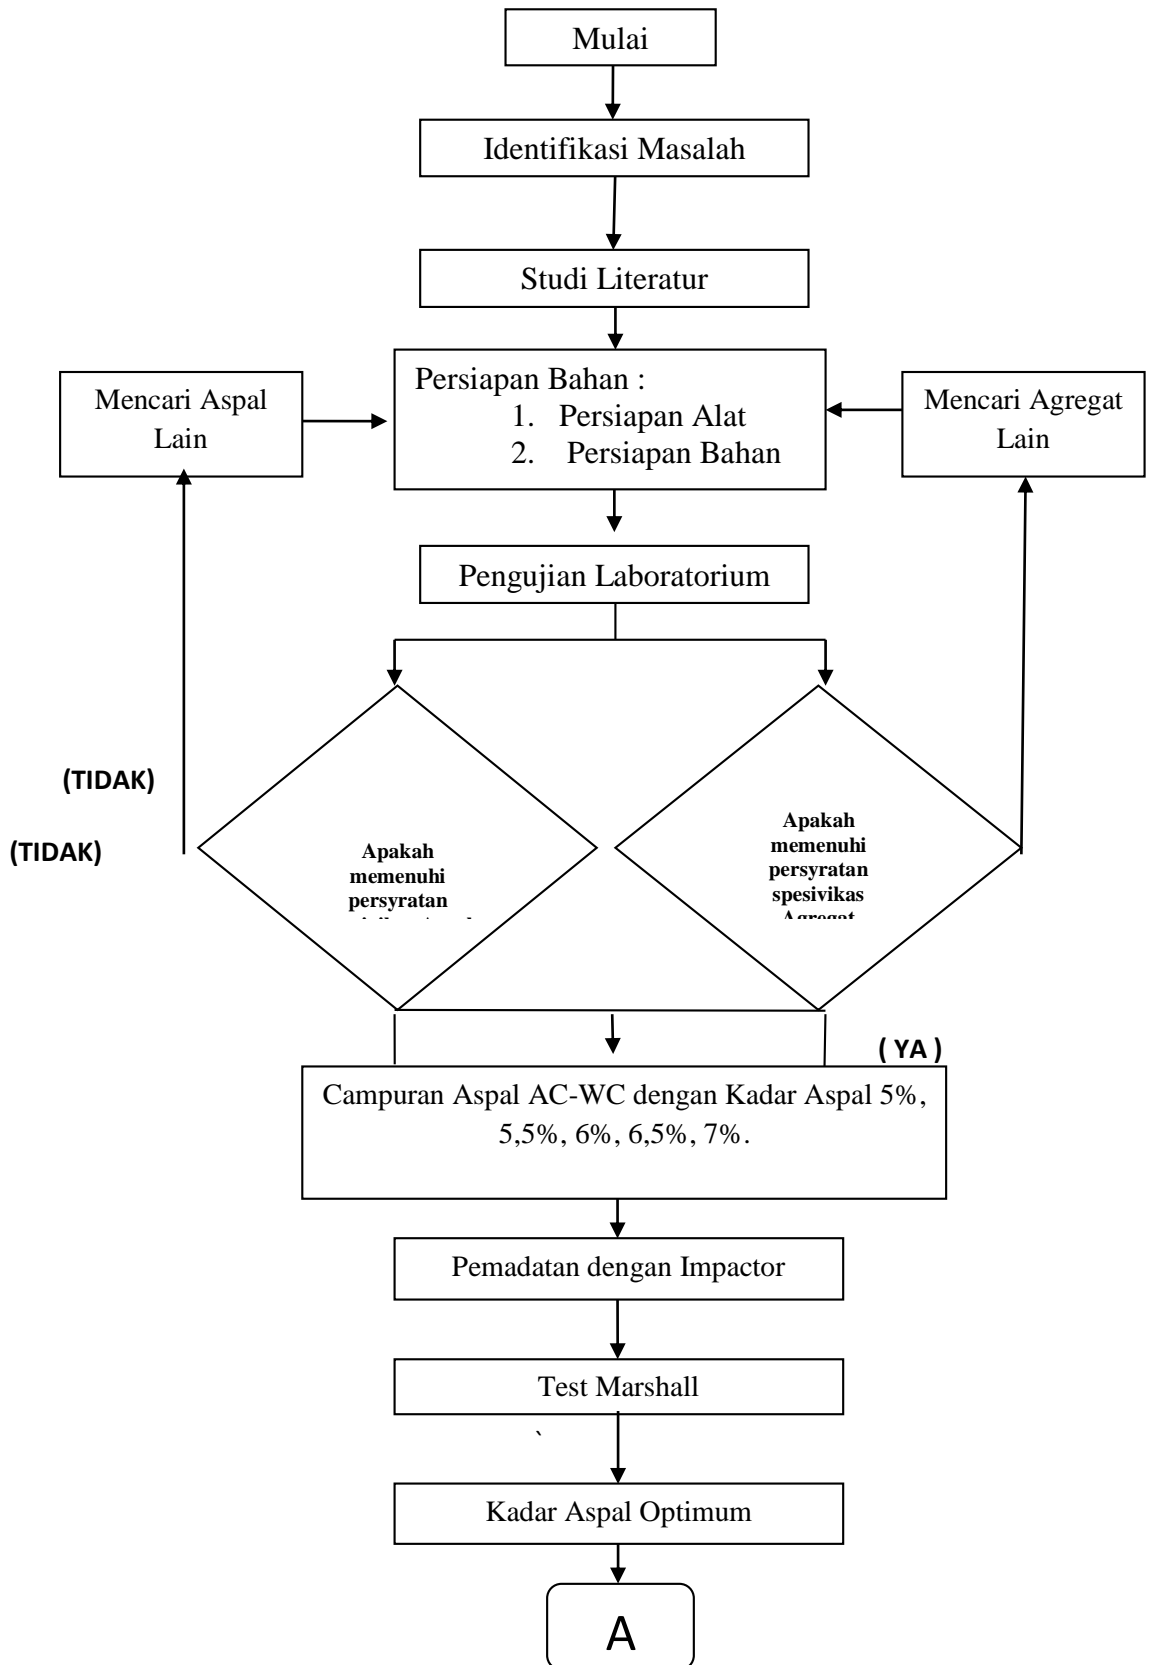 Mulai
Identifikasi Masalah
Studi Literatur
Mencari Aspal
Lain
Persiapan Bahan :
1. Persiapan Alat
2. Persiapan Bahan
Mencari Agregat
Lain
Pengujian Laboratorium
(TIDAK)
(TIDAK)
Apakah
memenuhi
persyratan
Apakah
memenuhi
persyratan
spesivikas
Agregat
( YA )
Campuran Aspal AC-WC dengan Kadar Aspal 5%,
5,5%, 6%, 6,5%, 7%.
Pemadatan dengan Impactor
Test Marshall
`
Kadar Aspal Optimum
A